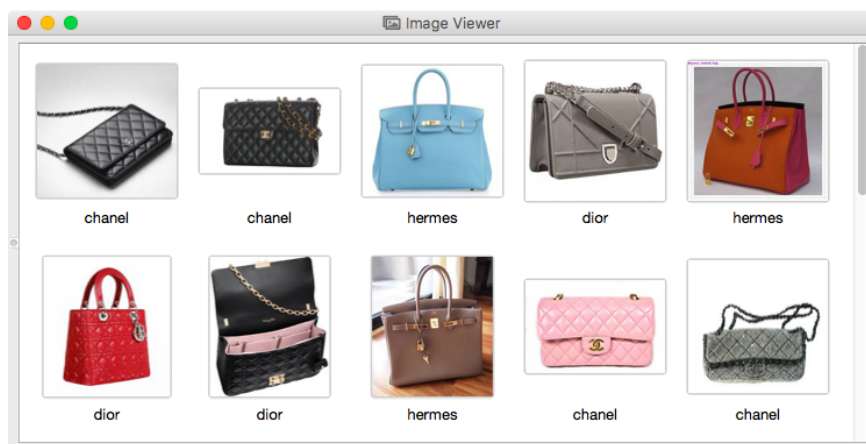 Image Viewer
chanel
chanel
hermes
dior
hermes
dior
dior
hermes
chanel
chanel